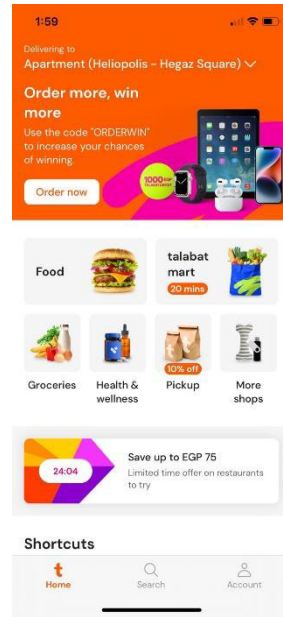 1:59
Delivering to
Apartment (Heliopolis - Hegaz Square)
Order more, win
more
Use the code "ORDERWIN"
to increase your chances
of winning.
1000 EGP
Order now
Food
talabat
mart
20 mins
10% off
Groceries
Health &
wellness
Pickup
More
shops
24:04
Save up to EGP 75
Limited time offer on restaurants
to try
Shortcuts
t
Home
Search
Account